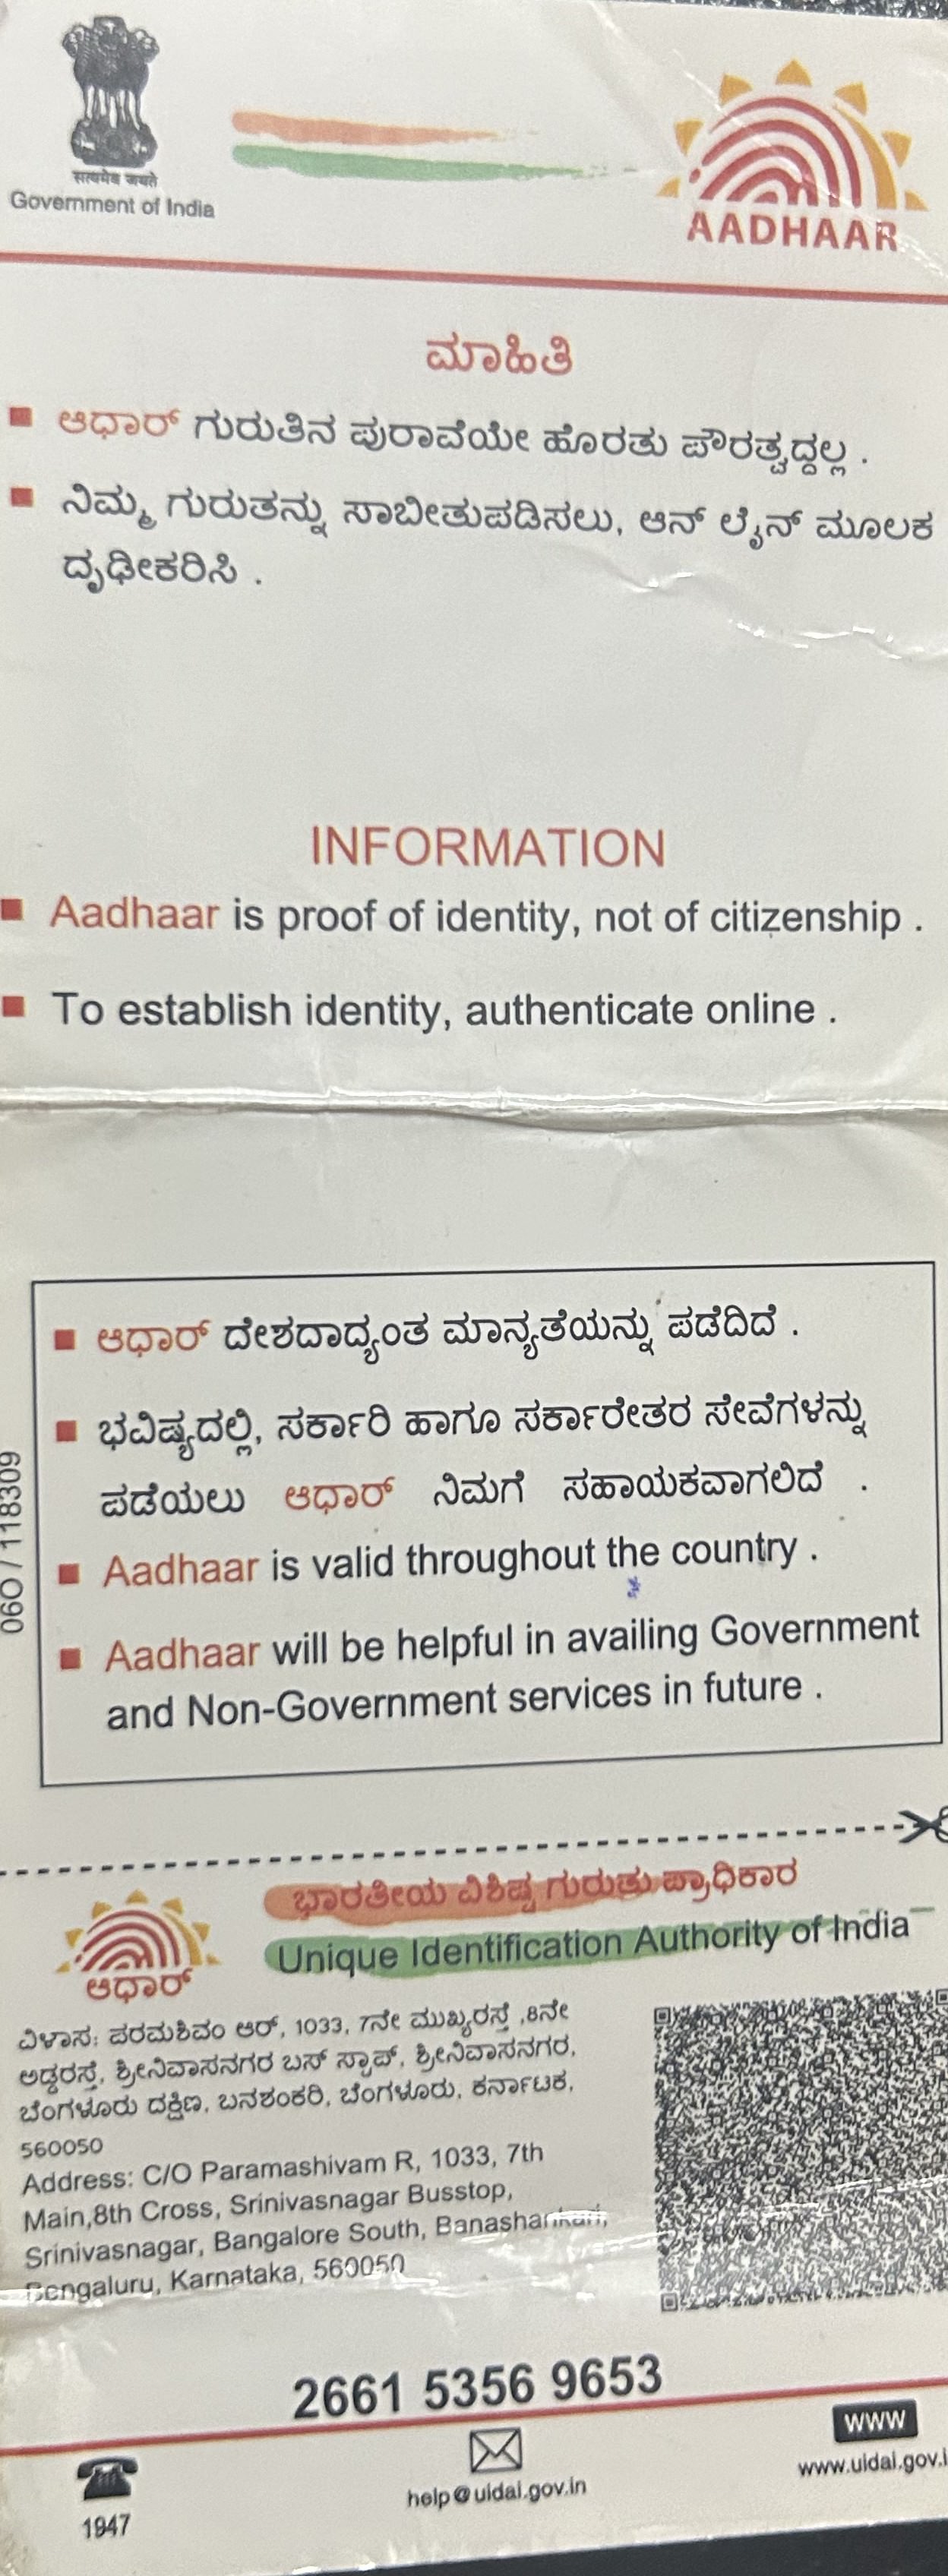 सत्यमेव जयते
Government of India
AADHAAR
ಮಾಹಿತಿ
ಆಧಾರ್ ಗುರುತಿನ ಪುರಾವೆಯೇ ಹೊರತು ಪೌರತ್ವದ್ದಲ್ಲ .
ನಿಮ್ಮ ಗುರುತನ್ನು ಸಾಬೀತುಪಡಿಸಲು, ಆನ್ ಲೈನ್ ಮೂಲಕ
ದೃಢೀಕರಿಸಿ .
INFORMATION
Aadhaar is proof of identity, not of citizenship .
To establish identity, authenticate online .
ಆಧಾರ್ ದೇಶದಾದ್ಯಂತ ಮಾನ್ಯತೆಯನ್ನು ಪಡೆದಿದೆ .
ಭವಿಷ್ಯದಲ್ಲಿ, ಸರ್ಕಾರಿ ಹಾಗೂ ಸರ್ಕಾರೇತರ ಸೇವೆಗಳನ್ನು
ಪಡೆಯಲು ಆಧಾರ್ ನಿಮಗೆ ಸಹಾಯಕವಾಗಲಿದೆ .
Aadhaar is valid throughout the country .
Aadhaar will be helpful in availing Government
and Non-Government services in future .
060 / 118309
ಭಾರತೀಯ ವಿಶಿಷ್ಟ ಗುರುತು ಪ್ರಾಧಿಕಾರ
Unique Identification Authority of India
ಆಧಾರ್
ವಿಳಾಸ: ಪರಮಶಿವಂ ಆರ್, 1033, 7ನೇ ಮುಖ್ಯರಸ್ತೆ ,8ನೇ
ಅಡ್ಡರಸ್ತೆ, ಶ್ರೀನಿವಾಸನಗರ ಬಸ್ ಸ್ಟಾಪ್, ಶ್ರೀನಿವಾಸನಗರ,
ಬೆಂಗಳೂರು ದಕ್ಷಿಣ, ಬನಶಂಕರಿ, ಬೆಂಗಳೂರು, ಕರ್ನಾಟಕ,
560050
Address: C/O Paramashivam R, 1033, 7th
Main,8th Cross, Srinivasnagar Busstop,
Srinivasnagar, Bangalore South, Banashankari,
Bengaluru, Karnataka, 560050
2661 5356 9653
1947
help@uidai.gov.in
WWW
www.uidai.gov.i